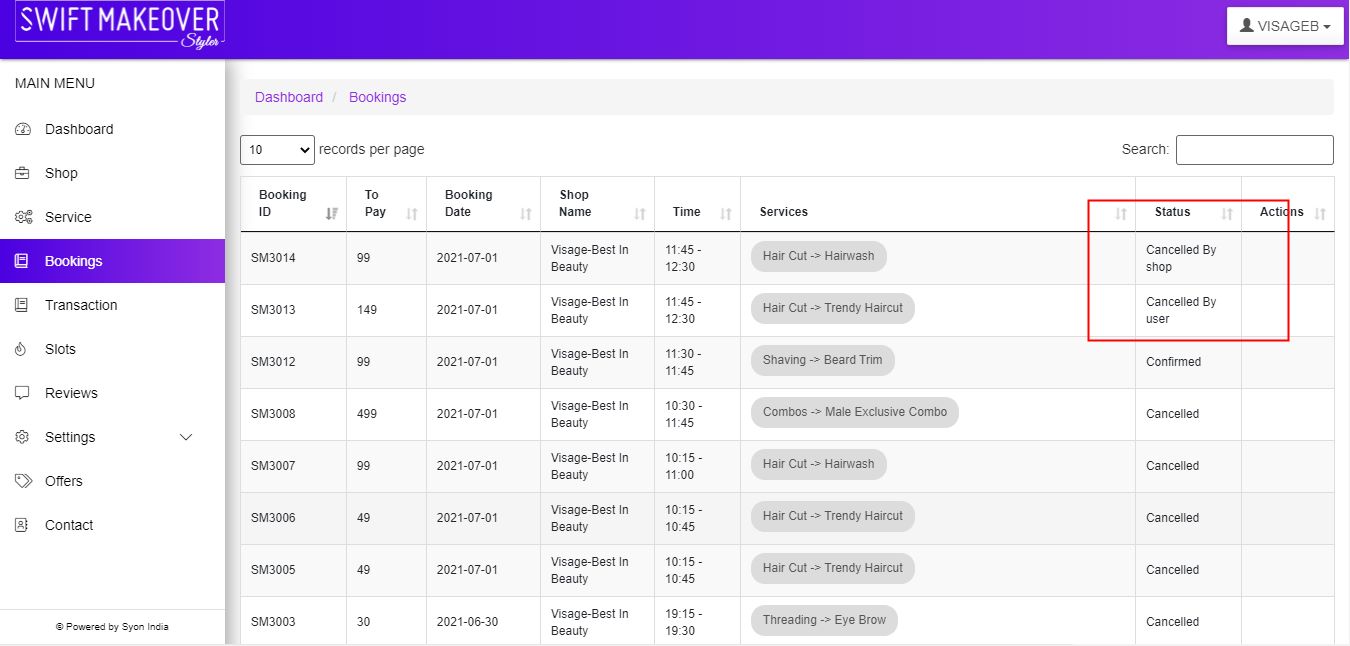 SWIFT MAKEOVER
Styler
VISAGEB
MAIN MENU
Dashboard
Shop
Service
Bookings
Transaction
Slots
Reviews
Settings
Offers
Contact
© Powered by Syon India
Dashboard / Bookings
10 records per page
Search:
Booking ID To Pay Booking Date Shop Name Time Services Status Actions
SM3014 99 2021-07-01 Visage-Best In Beauty 11:45 - 12:30 Hair Cut -> Hairwash Cancelled By shop
SM3013 149 2021-07-01 Visage-Best In Beauty 11:45 - 12:30 Hair Cut -> Trendy Haircut Cancelled By user
SM3012 99 2021-07-01 Visage-Best In Beauty 11:30 - 11:45 Shaving -> Beard Trim Confirmed
SM3008 499 2021-07-01 Visage-Best In Beauty 10:30 - 11:45 Combos -> Male Exclusive Combo Cancelled
SM3007 99 2021-07-01 Visage-Best In Beauty 10:15 - 11:00 Hair Cut -> Hairwash Cancelled
SM3006 49 2021-07-01 Visage-Best In Beauty 10:15 - 10:45 Hair Cut -> Trendy Haircut Cancelled
SM3005 49 2021-07-01 Visage-Best In Beauty 10:15 - 10:45 Hair Cut -> Trendy Haircut Cancelled
SM3003 30 2021-06-30 Visage-Best In Beauty 19:15 - 19:30 Threading -> Eye Brow Cancelled